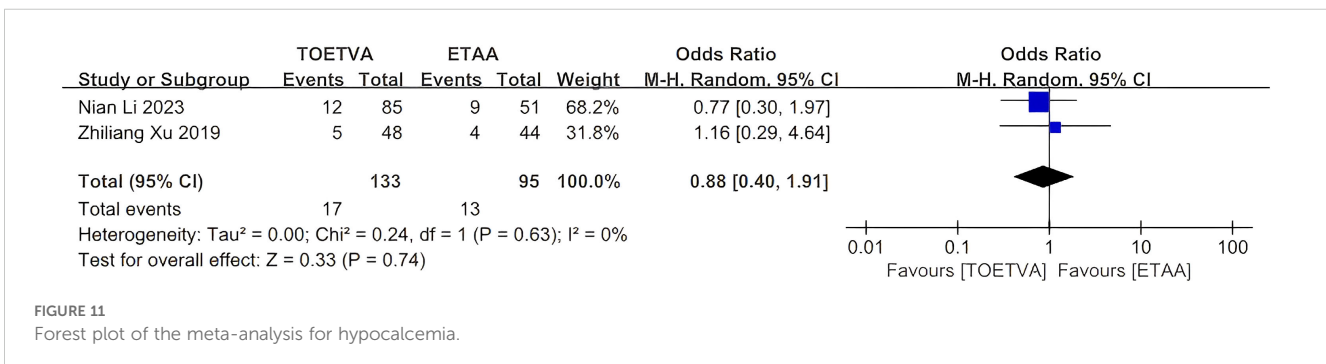 TOETVA ETAA Odds Ratio Odds Ratio
Study or Subgroup Events Total Events Total Weight M-H. Random. 95% CI M-H. Random. 95% CI
Nian Li 2023 12 85 9 51 68.2% 0.77 [0.30, 1.97]
Zhiliang Xu 2019 5 48 4 44 31.8% 1.16 [0.29, 4.64]
Total (95% CI) 133 95 100.0% 0.88 [0.40, 1.91]
Total events 17 13
Heterogeneity: Tau² = 0.00; Chi² = 0.24, df = 1 (P = 0.63); I² = 0%
Test for overall effect: Z = 0.33 (P = 0.74)
0.01 0.1 1 10 100
Favours [TOETVA] Favours [ETAA]
FIGURE 11
Forest plot of the meta-analysis for hypocalcemia.